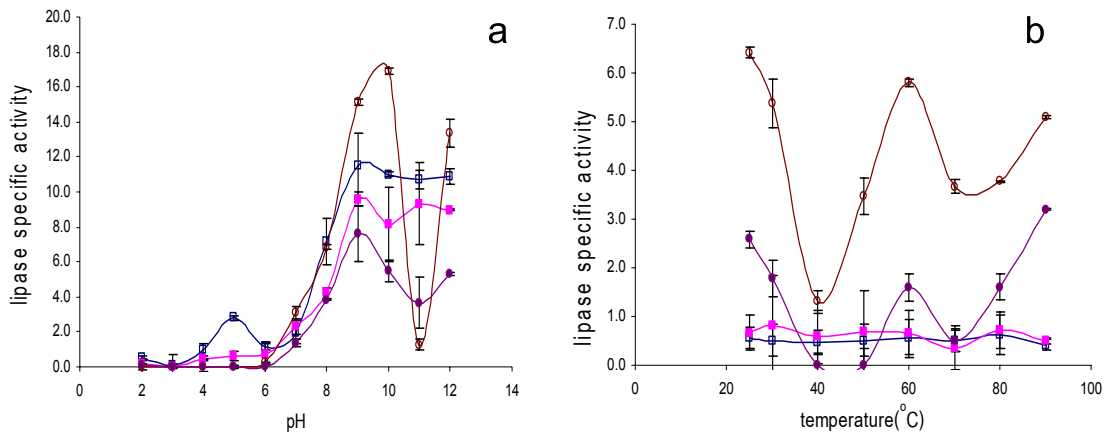 a
20.0
18.0
16.0
14.0
12.0
10.0
8.0
6.0
4.0
2.0
0.0
lipase specific activity
0 2 4 6 8 10 12 14
pH
b
7.0
6.0
5.0
4.0
3.0
2.0
1.0
0.0
lipase specific activity
0 20 40 60 80 100
temperature(°C)